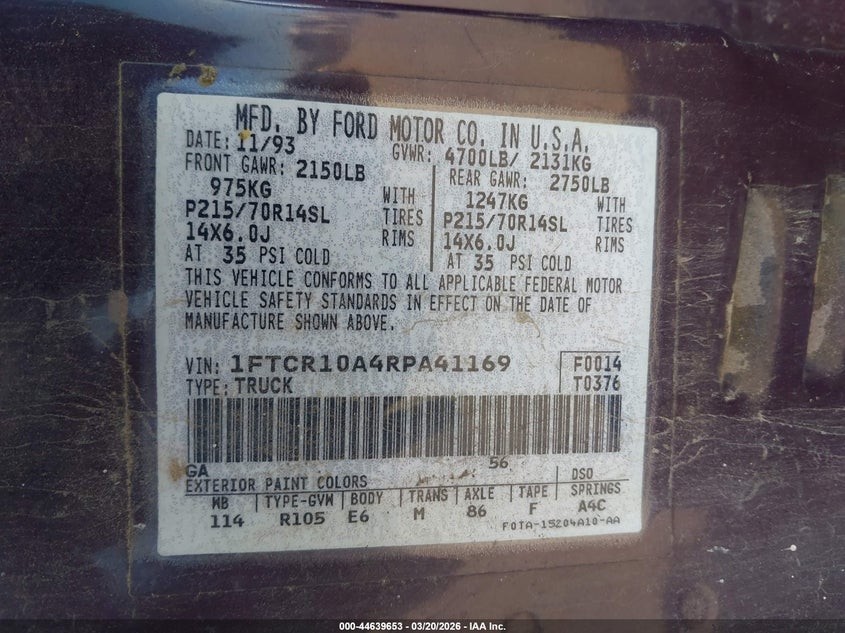 MFD. BY FORD MOTOR CO. IN U.S.A.
DATE: 11/93 GVWR: 4700LB/ 2131KG
FRONT GAWR: 2150LB REAR GAWR: 2750LB
975KG WITH 1247KG WITH
P215/70R14SL TIRES P215/70R14SL TIRES
14X6.0J RIMS 14X6.0J RIMS
AT 35 PSI COLD AT 35 PSI COLD
THIS VEHICLE CONFORMS TO ALL APPLICABLE FEDERAL MOTOR
VEHICLE SAFETY STANDARDS IN EFFECT ON THE DATE OF
MANUFACTURE SHOWN ABOVE.
VIN: 1FTCR10A4RPA41169 F0014
TYPE: TRUCK T0376
GA 56
EXTERIOR PAINT COLORS DSO
WB TYPE-GVW BODY TRANS AXLE TAPE SPRINGS
114 R105 E6 M 86 F A4C
F0TA-15204A10-AA
000-44639653 — 03/20/2026 — IAA Inc.